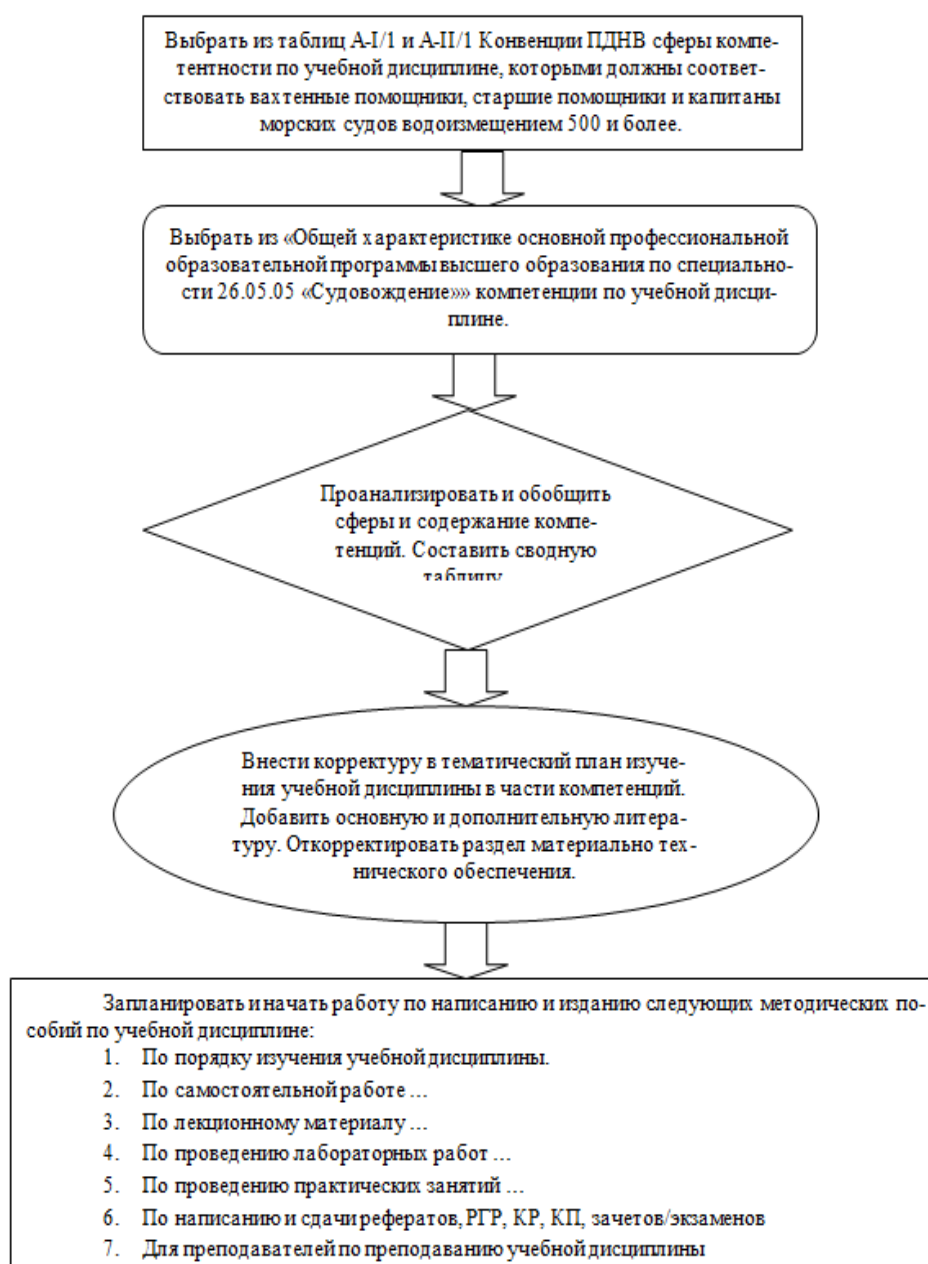 Выбрать из таблиц А-I/1 и А-II/1 Конвенции ПДНВ сферы компе-
тентности по учебной дисциплине, которыми должны соответ-
ствовать вахтенные помощники, старшие помощники и капитаны
морских судов водоизмещением 500 и более.
Выбрать из «Общей характеристике основной профессиональной
образовательной программы высшего образования по специально-
сти 26.05.05 «Судовождение»» компетенции по учебной дисци-
плине.
Проанализировать и обобщить
сферы и содержание компе-
тенций. Составить сводную
таблицу
Внести корректуру в тематический план изуче-
ния учебной дисциплины в части компетенций.
Добавить основную и дополнительную литера-
туру. Откорректировать раздел материально тех-
нического обеспечения.
Запланировать и начать работу по написанию и изданию следующих методических по-
собий по учебной дисциплине:
1. По порядку изучения учебной дисциплины.
2. По самостоятельной работе …
3. По лекционному материалу …
4. По проведению лабораторных работ …
5. По проведению практических занятий …
6. По написанию и сдачи рефератов, РГР, КР, КП, зачетов/экзаменов
7. Для преподавателей по преподаванию учебной дисциплины